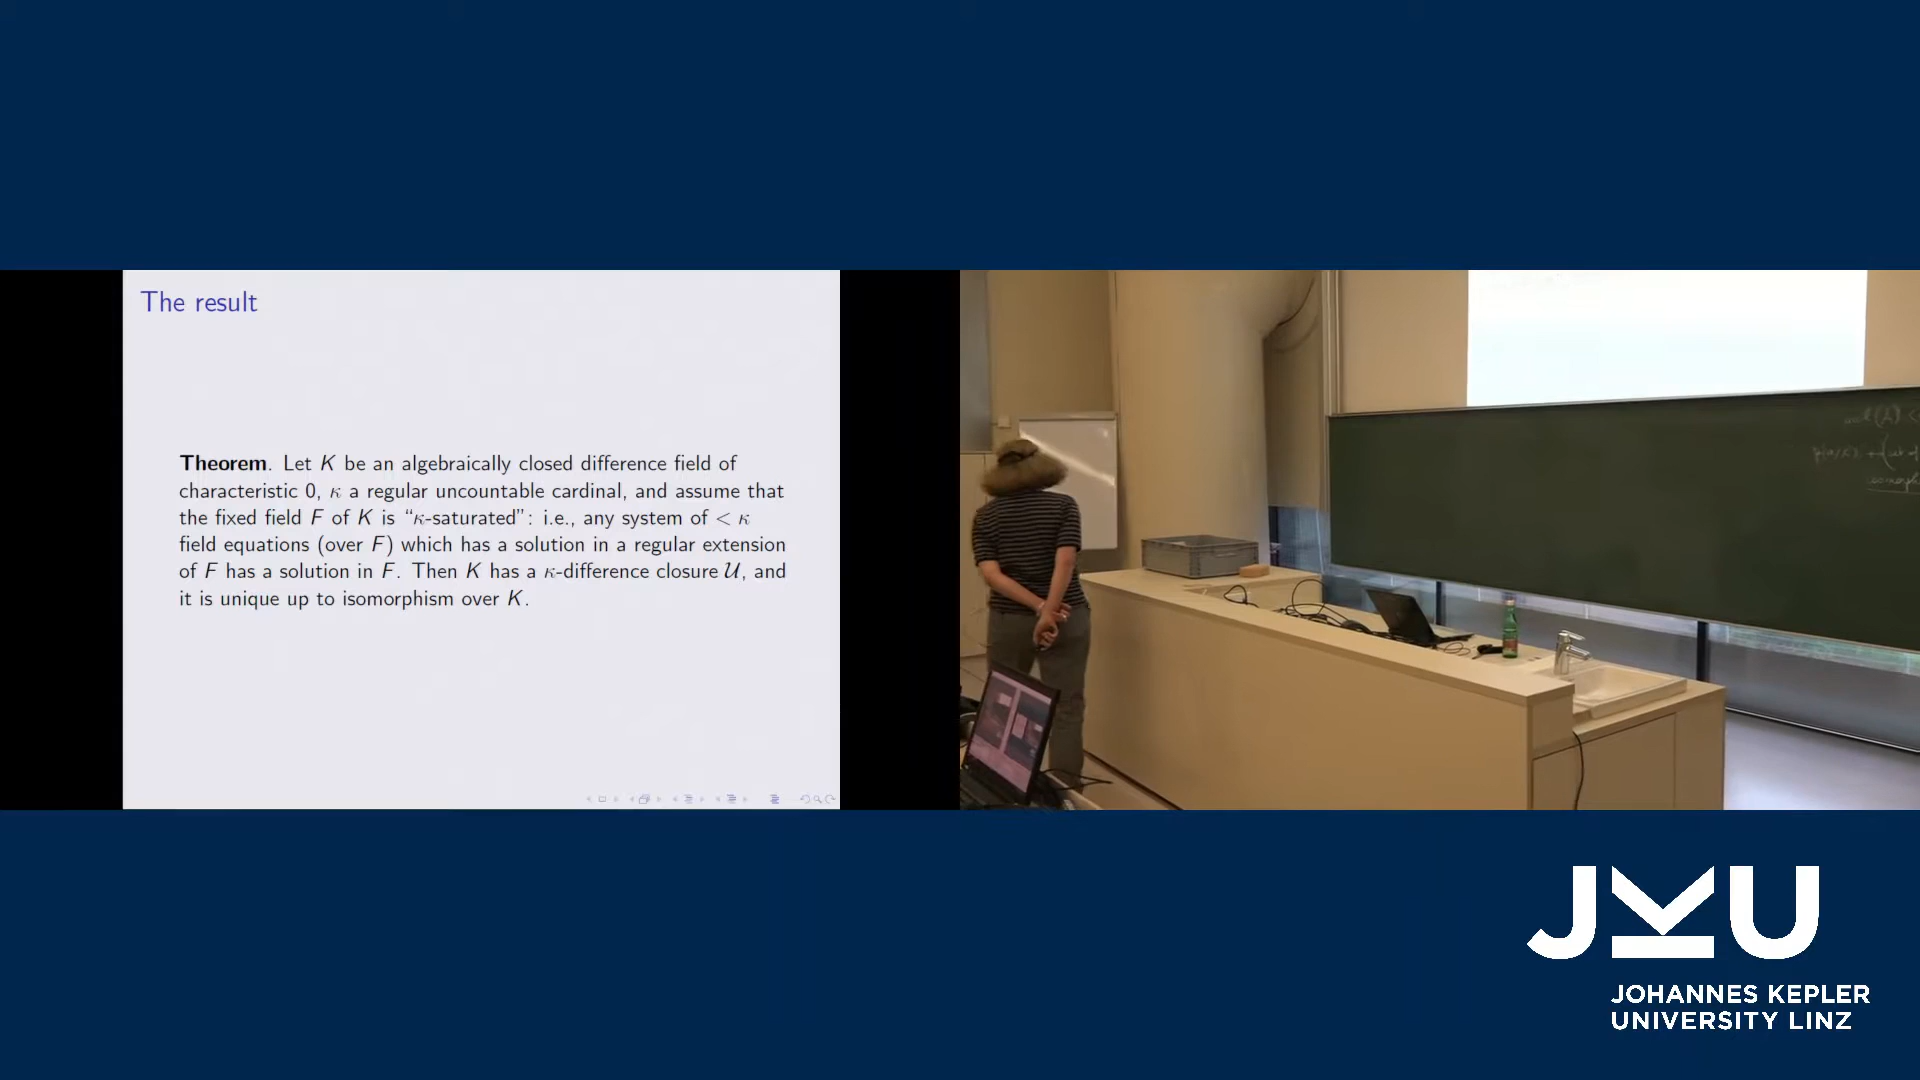 The result
Theorem. Let K be an algebraically closed difference field of
characteristic 0, κ a regular uncountable cardinal, and assume that
the fixed field F of K is “κ-saturated”: i.e., any system of < κ
field equations (over F) which has a solution in a regular extension
of F has a solution in F. Then K has a κ-difference closure 𝒰, and
it is unique up to isomorphism over K.
JKU
JOHANNES KEPLER
UNIVERSITY LINZ